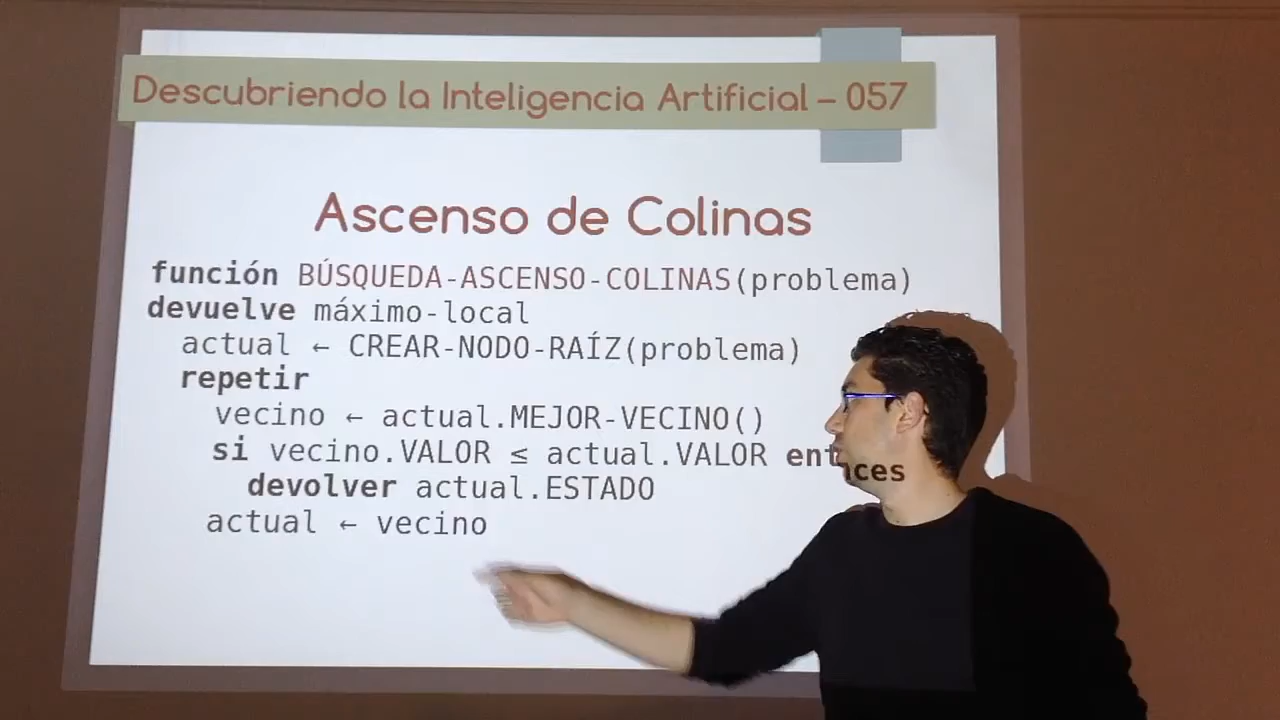 Descubriendo la Inteligencia Artificial – 057
Ascenso de Colinas
función BÚSQUEDA-ASCENSO-COLINAS(problema)
devuelve máximo-local
actual ← CREAR-NODO-RAÍZ(problema)
repetir
vecino ← actual.MEJOR-VECINO()
si vecino.VALOR ≤ actual.VALOR entonces
devolver actual.ESTADO
actual ← vecino